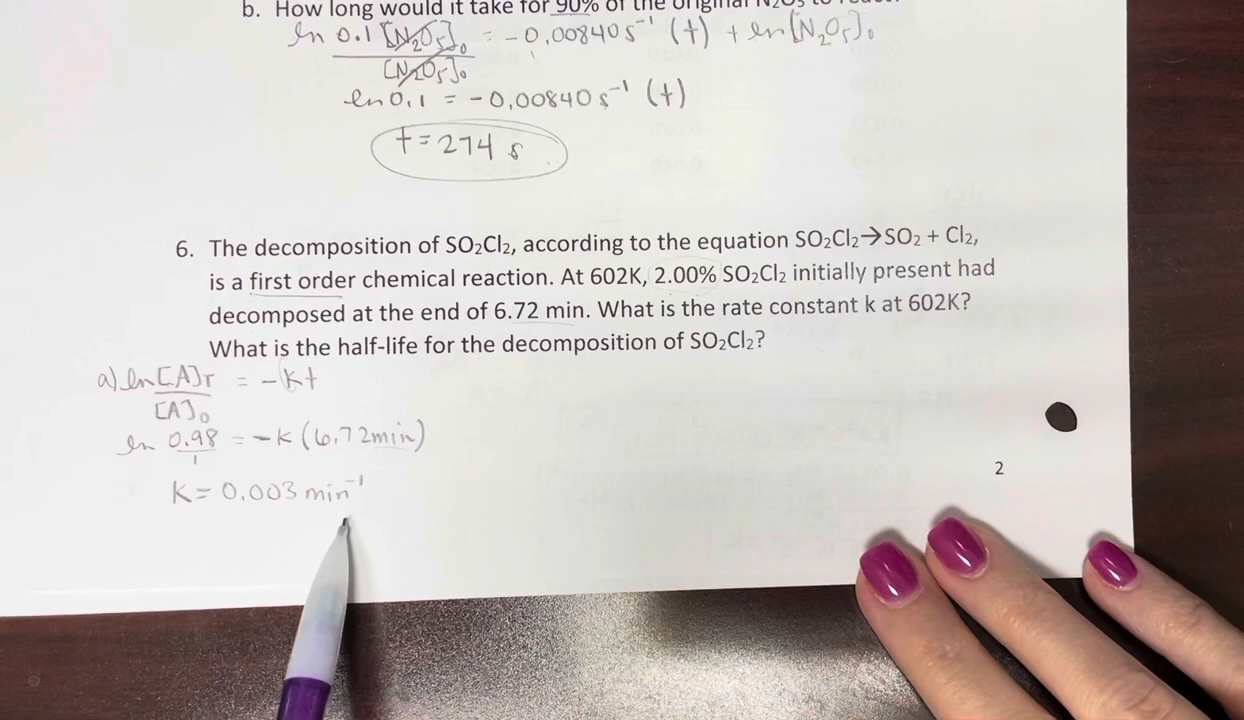 b. How long would it take for 90% of the original N₂O₅ to react?
ln 0.1 [N₂O₅]₀ = -0.00840 s⁻¹ (t) + ln[N₂O₅]₀
[N₂O₅]₀
ln 0.1 = -0.00840 s⁻¹ (t)
t = 274 s
6. The decomposition of SO₂Cl₂, according to the equation SO₂Cl₂→SO₂ + Cl₂,
is a first order chemical reaction. At 602K, 2.00% SO₂Cl₂ initially present had
decomposed at the end of 6.72 min. What is the rate constant k at 602K?
What is the half-life for the decomposition of SO₂Cl₂?
a) ln [A]т = -kt
[A]₀
ln 0.98 = -k (6.72min)
1
k = 0.003 min⁻¹
2